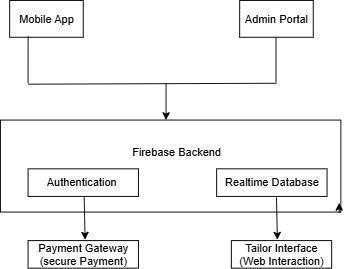 Mobile App
Admin Portal
Firebase Backend
Authentication
Realtime Database
Payment Gateway
(secure Payment)
Tailor Interface
(Web Interaction)